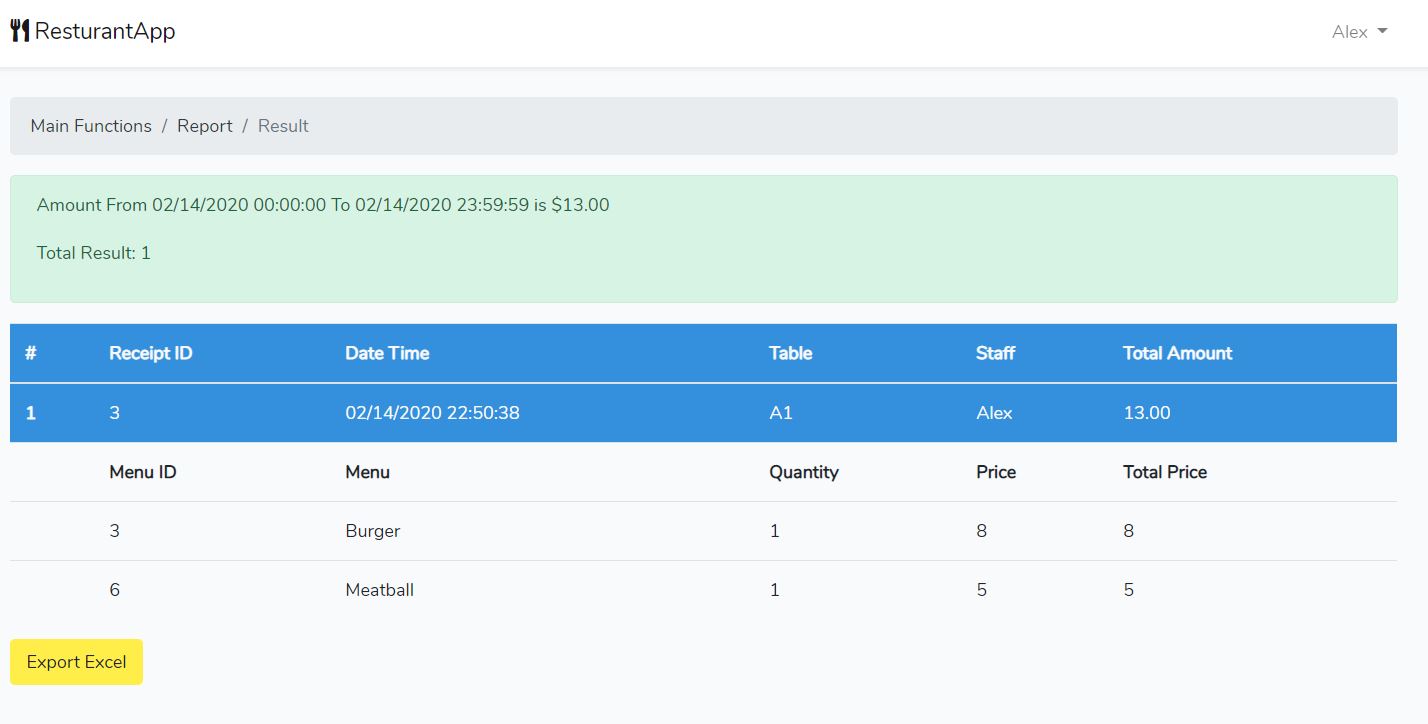 ResturantApp
Alex
Main Functions / Report / Result
Amount From 02/14/2020 00:00:00 To 02/14/2020 23:59:59 is $13.00
Total Result: 1
# Receipt ID Date Time Table Staff Total Amount
1 3 02/14/2020 22:50:38 A1 Alex 13.00
Menu ID Menu Quantity Price Total Price
3 Burger 1 8 8
6 Meatball 1 5 5
Export Excel